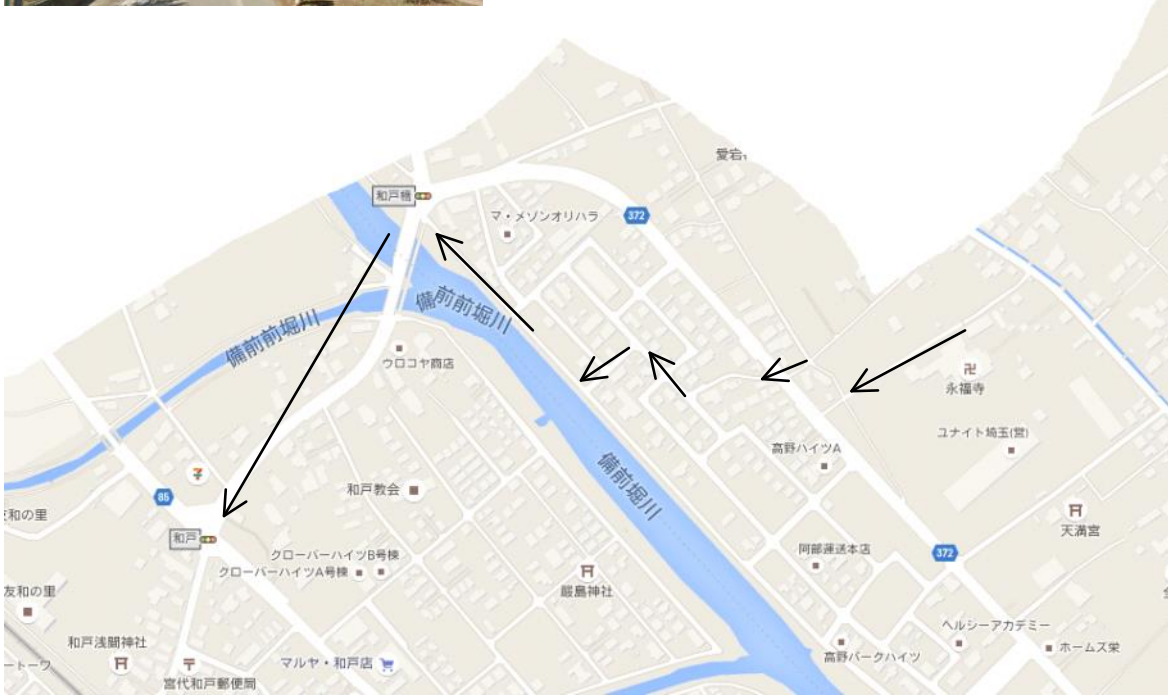 愛宕
和戸橋
マ・メゾンオリハラ
372
備前前堀川
備前前堀川
ウロコヤ商店
永福寺
ユナイト埼玉(営)
高野ハイツA
備前堀川
85
和戸教会
和の里
和戸
天満宮
阿部運送本店
372
クローバーハイツB号棟
クローバーハイツA号棟
厳島神社
友和の里
ヘルシーアカデミー
和戸浅間神社
ホームズ栄
高野パークハイツ
ートーワ
マルヤ・和戸店
宮代和戸郵便局